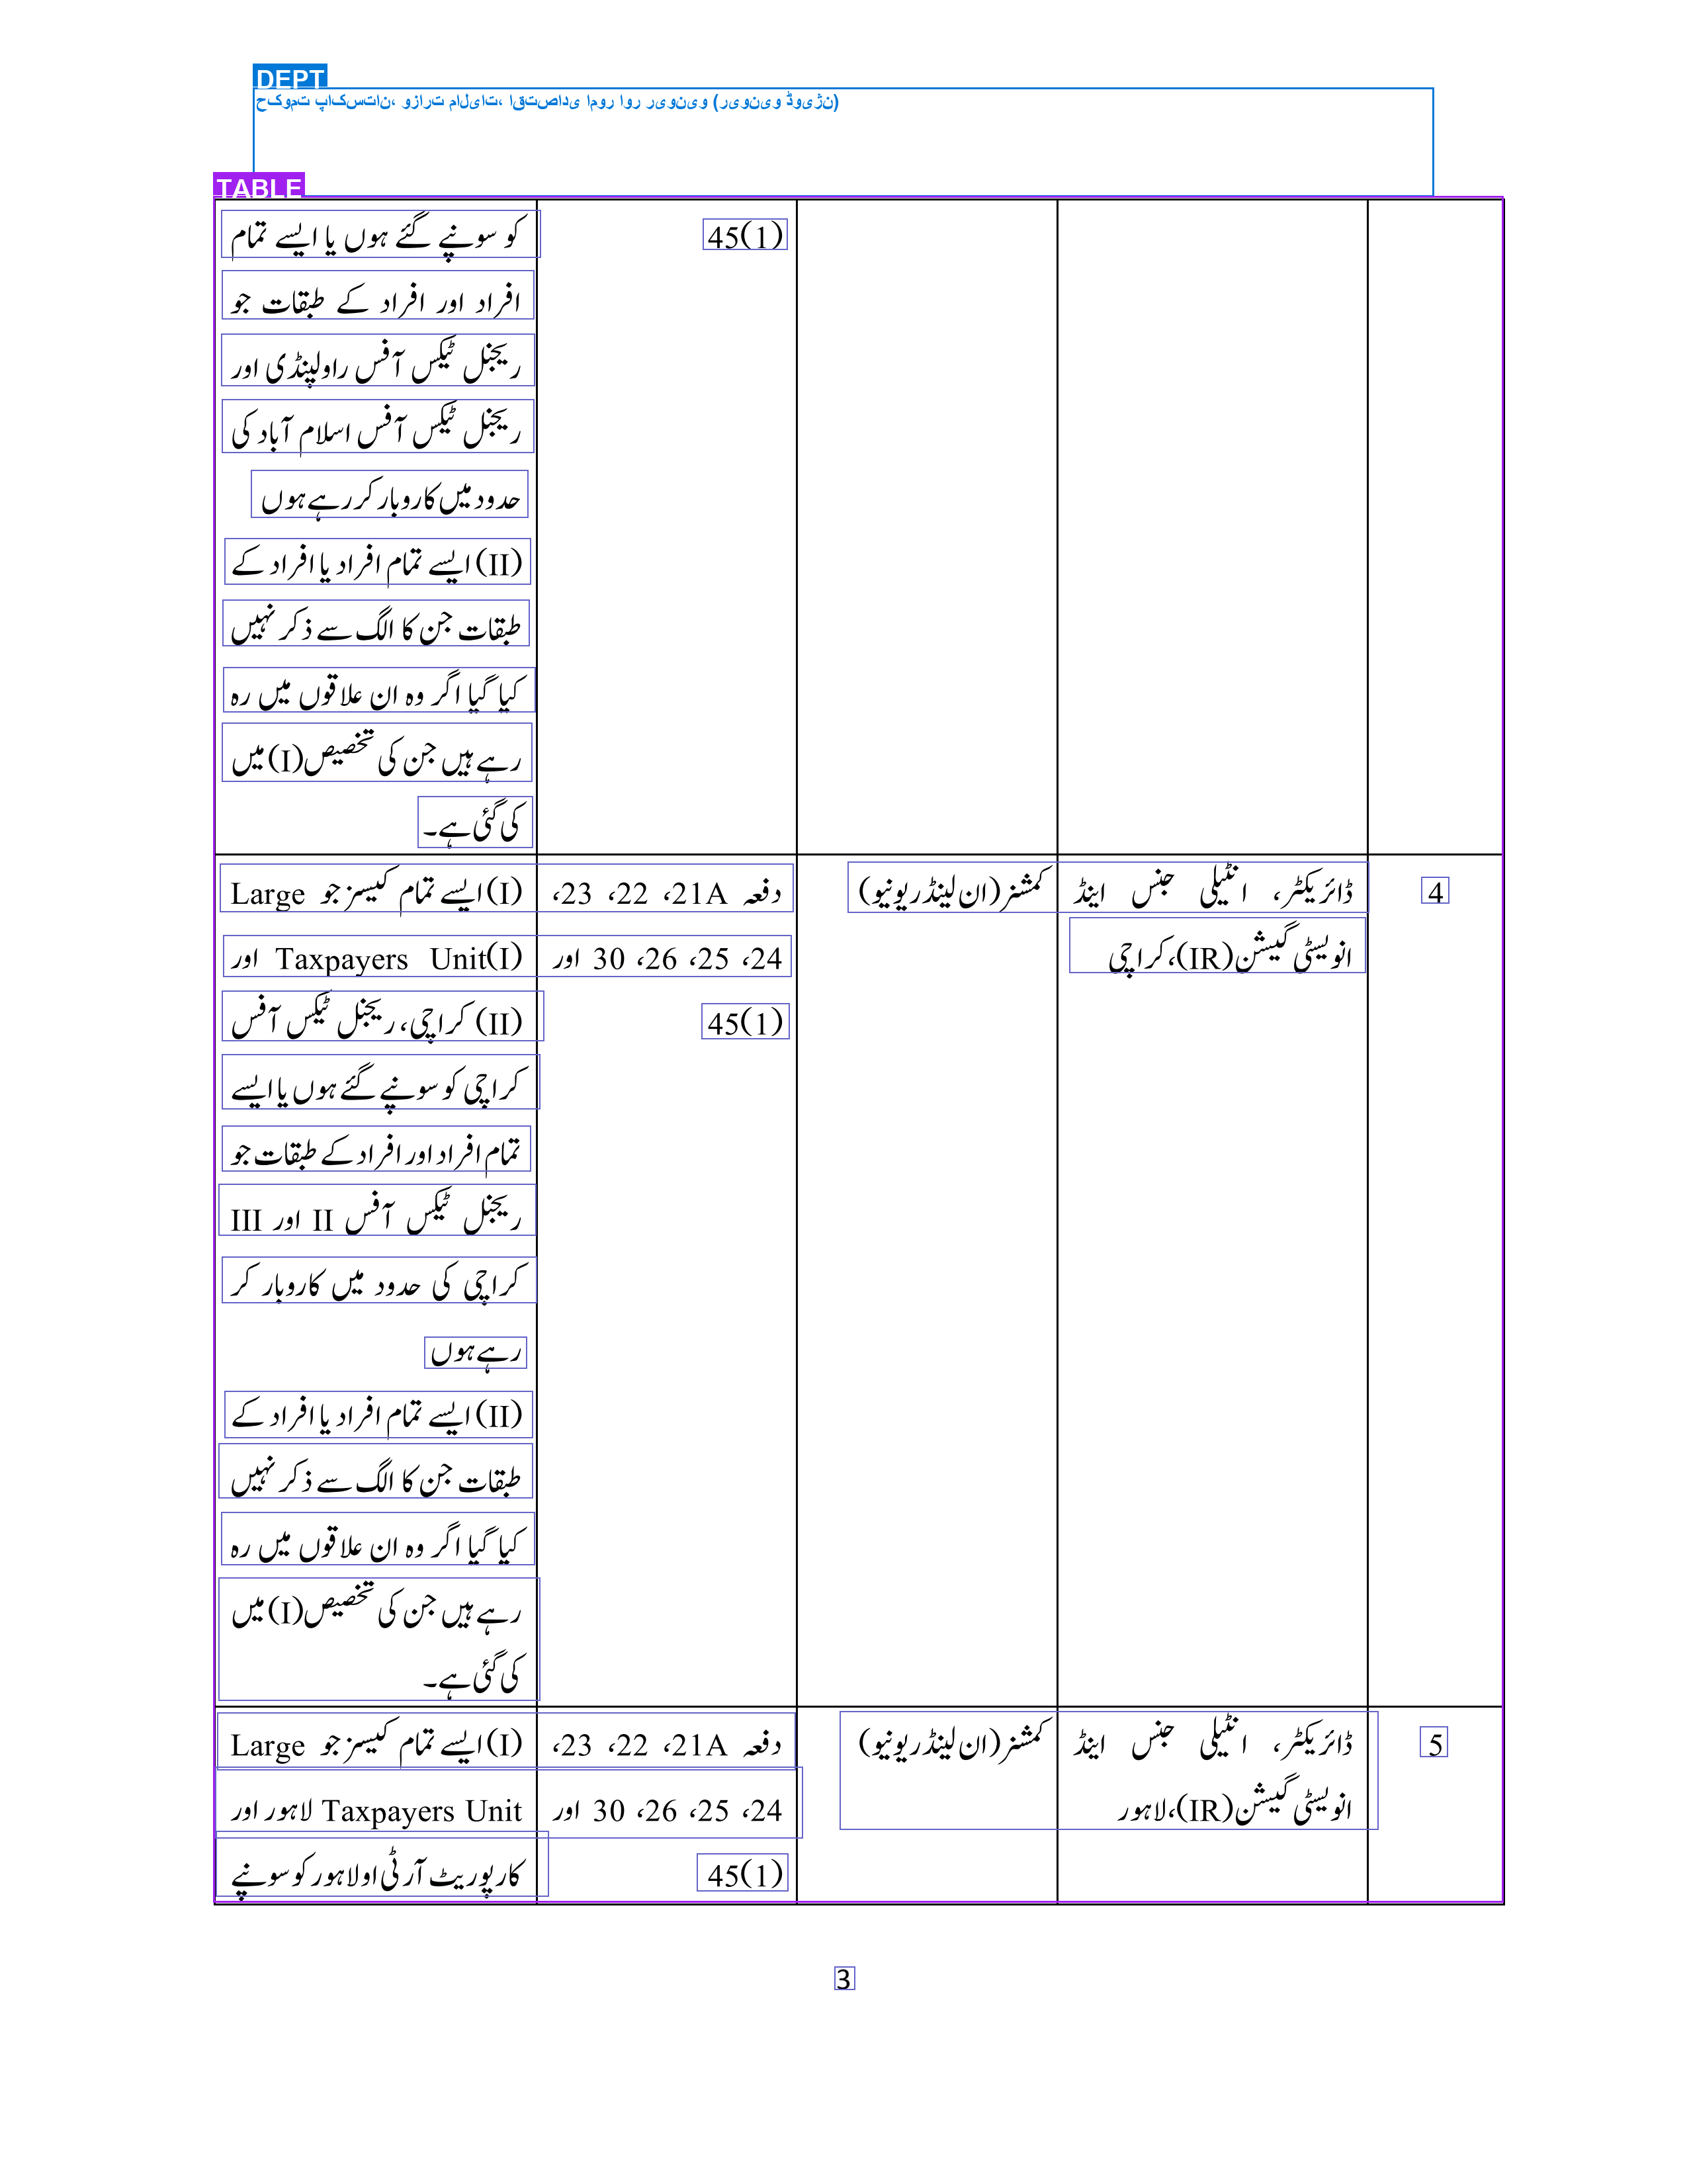 DEPT
حکومت پاکستان، وزارت مالیات، اقتصادی امور اور ریونیو (ریونیو ڈویژن)
TABLE
45(1)
کو سونپے گئے ہوں یا ایسے تمام
افراد اور افراد کے طبقات جو
ریجنل ٹیکس آفس راولپنڈی اور
ریجنل ٹیکس آفس اسلام آباد کی
حدود میں کاروبار کر رہے ہوں
(II) ایسے تمام افراد یا افراد کے
طبقات جن کا الگ سے ذکر نہیں
کیا گیا اگر وہ ان علاقوں میں رہ
رہے ہیں جن کی تخصیص (I) میں
کی گئی ہے۔
4
ڈائریکٹر، انٹیلی جنس اینڈ
انویسٹی گیشن (IR)، کراچی
کمشنر (ان لینڈ ریونیو)
دفعہ 21A، 22، 23،
24، 25، 26، 30 اور
45(1)
(I) ایسے تمام کیسز جو Large
Taxpayers Unit(I) اور
(II) کراچی، ریجنل ٹیکس آفس
کراچی کو سونپے گئے ہوں یا ایسے
تمام افراد اور افراد کے طبقات جو
ریجنل ٹیکس آفس II اور III
کراچی کی حدود میں کاروبار کر
رہے ہوں
(II) ایسے تمام افراد یا افراد کے
طبقات جن کا الگ سے ذکر نہیں
کیا گیا اگر وہ ان علاقوں میں رہ
رہے ہیں جن کی تخصیص (I) میں
کی گئی ہے۔
5
ڈائریکٹر، انٹیلی جنس اینڈ
انویسٹی گیشن (IR)، لاہور
کمشنر (ان لینڈ ریونیو)
دفعہ 21A، 22، 23،
24، 25، 26، 30 اور
45(1)
(I) ایسے تمام کیسز جو Large
Taxpayers Unit لاہور اور
کارپوریٹ آر ٹی او لاہور کو سونپے
3